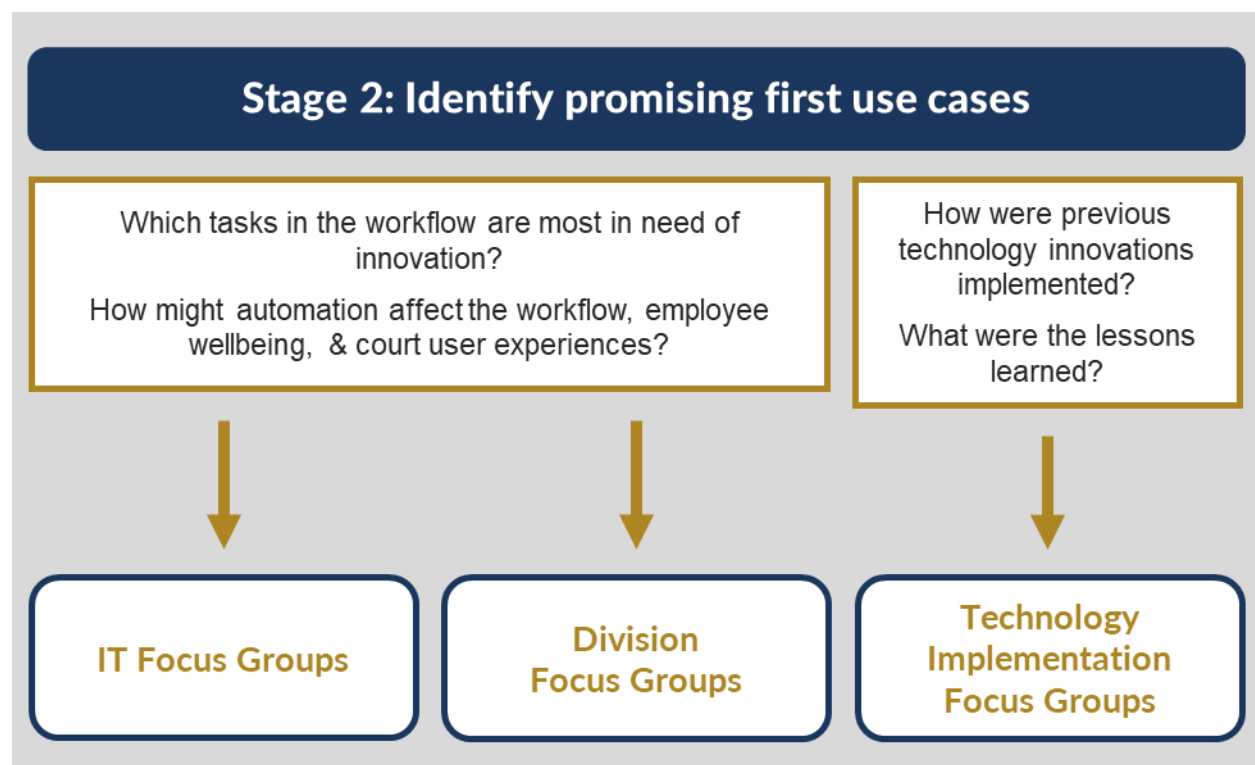 Stage 2: Identify promising first use cases
Which tasks in the workflow are most in need of
innovation?
How might automation affect the workflow, employee
wellbeing, & court user experiences?
How were previous
technology innovations
implemented?
What were the lessons
learned?
IT Focus Groups
Division
Focus Groups
Technology
Implementation
Focus Groups